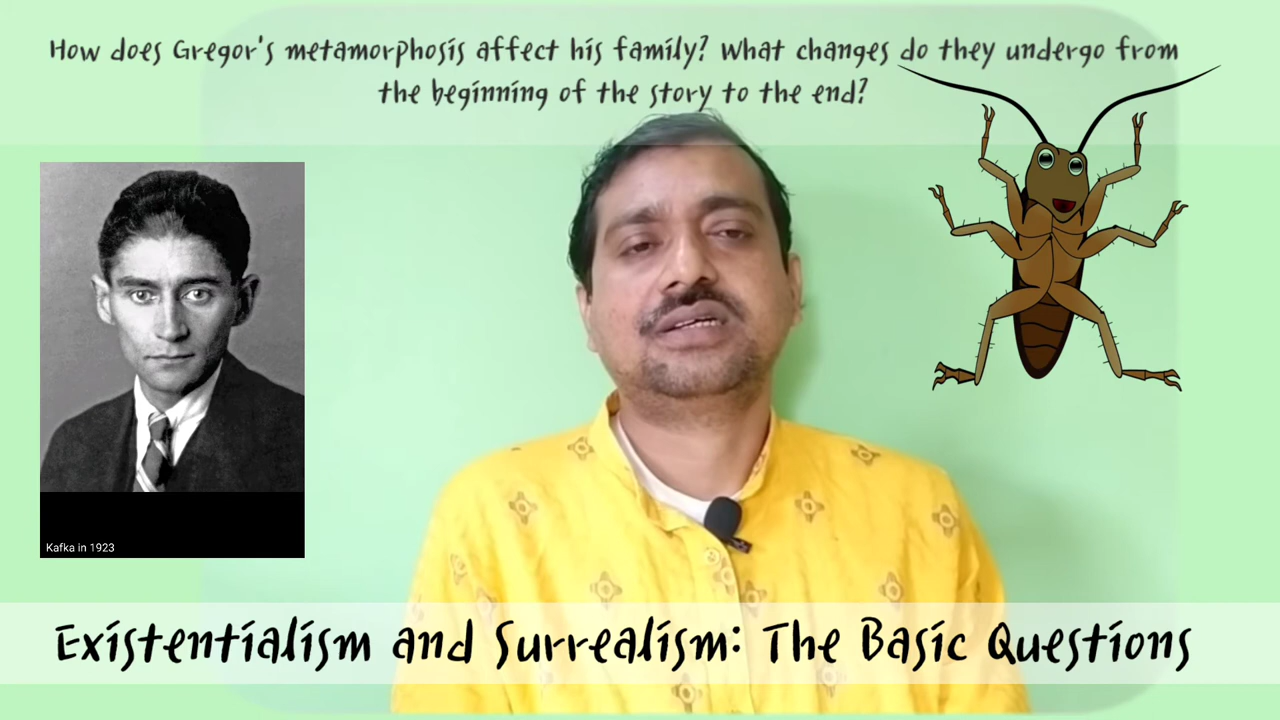 How does Gregor's metamorphosis affect his family? What changes do they undergo from
the beginning of the story to the end?
Kafka in 1923
Existentialism and Surrealism: The Basic Questions